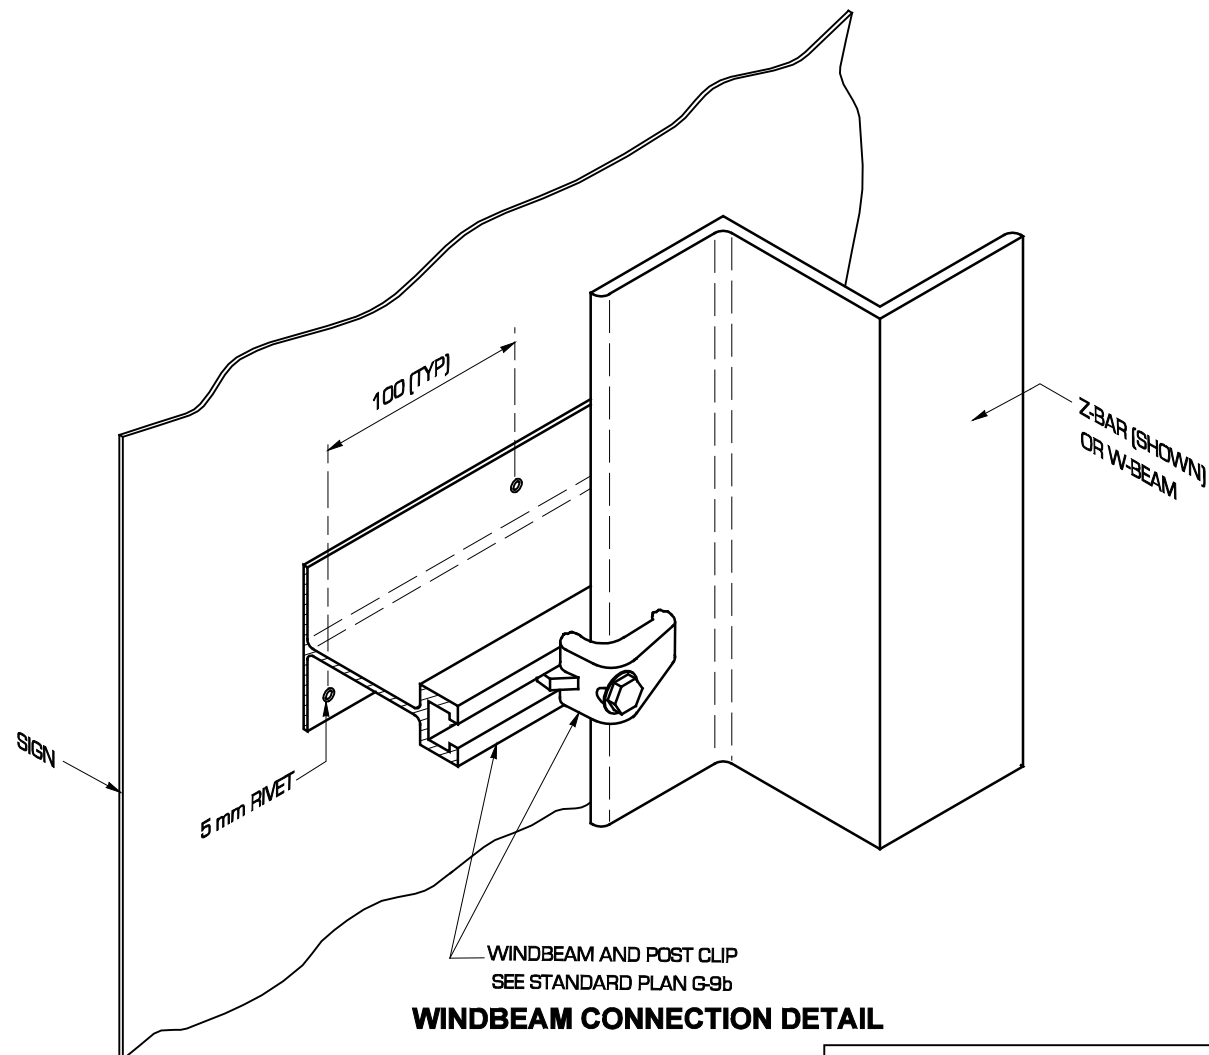 100 (TYP)
Z-BAR (SHOWN)
OR W-BEAM
SIGN
5 mm RIVET
WINDBEAM AND POST CLIP
SEE STANDARD PLAN G-9b
WINDBEAM CONNECTION DETAIL